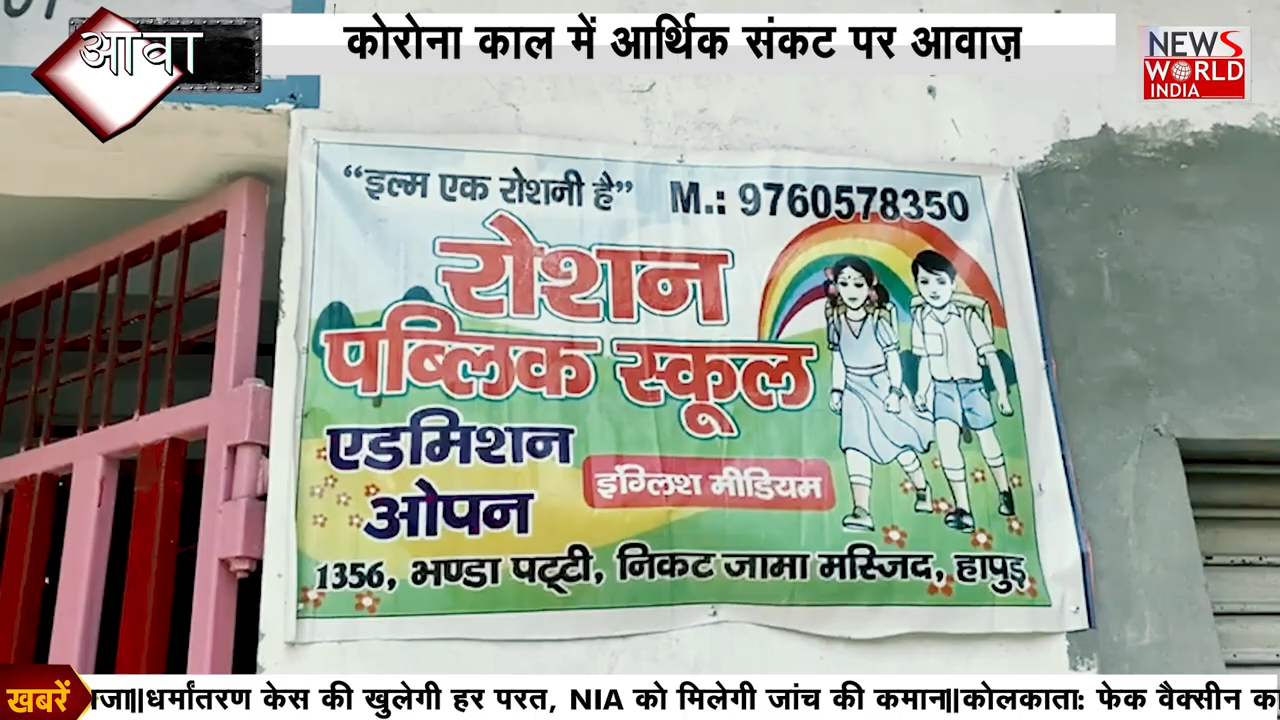 आवा
कोरोना काल में आर्थिक संकट पर आवाज़
NEWS
WORLD
INDIA
“इल्म एक रोशनी है” M.: 9760578350
रोशन
पब्लिक स्कूल
एडमिशन
ओपन
इंग्लिश मीडियम
1356, भण्डा पट्टी, निकट जामा मस्जिद, हापुड़
खबरें
धर्मांतरण केस की खुलेगी हर परत, NIA को मिलेगी जांच की कमान||कोलकाता: फेक वैक्सीन